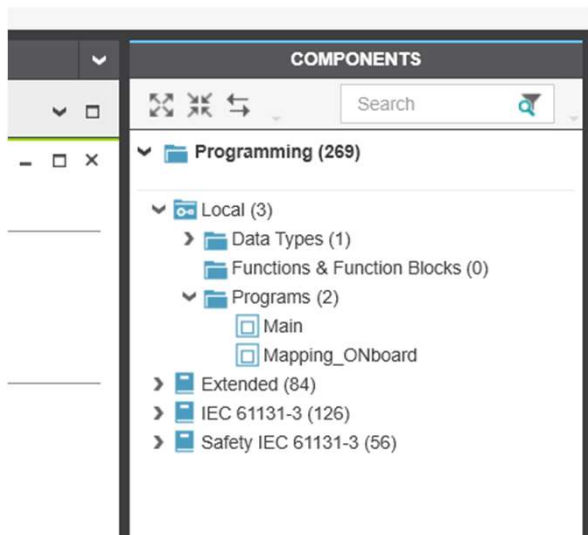 COMPONENTS
Search
Programming (269)
Local (3)
Data Types (1)
Functions & Function Blocks (0)
Programs (2)
Main
Mapping_ONboard
Extended (84)
IEC 61131-3 (126)
Safety IEC 61131-3 (56)